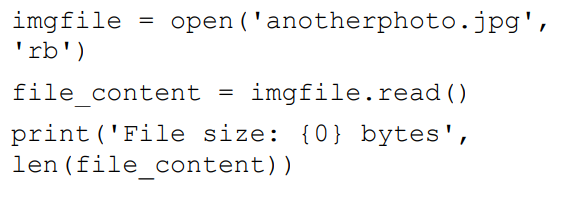 imgfile = open('anotherphoto.jpg',
'rb')
file_content = imgfile.read()
print('File size: {0} bytes',
len(file_content))